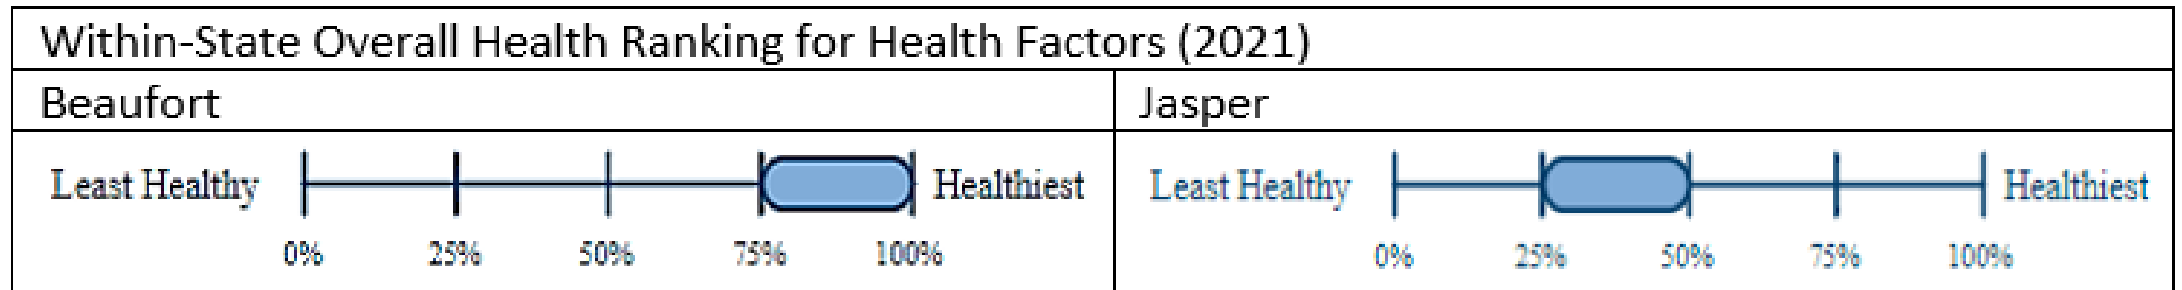 Within-State Overall Health Ranking for Health Factors (2021)
Beaufort
Jasper
Least Healthy
Healthiest
0% 25% 50% 75% 100%
Least Healthy
Healthiest
0% 25% 50% 75% 100%